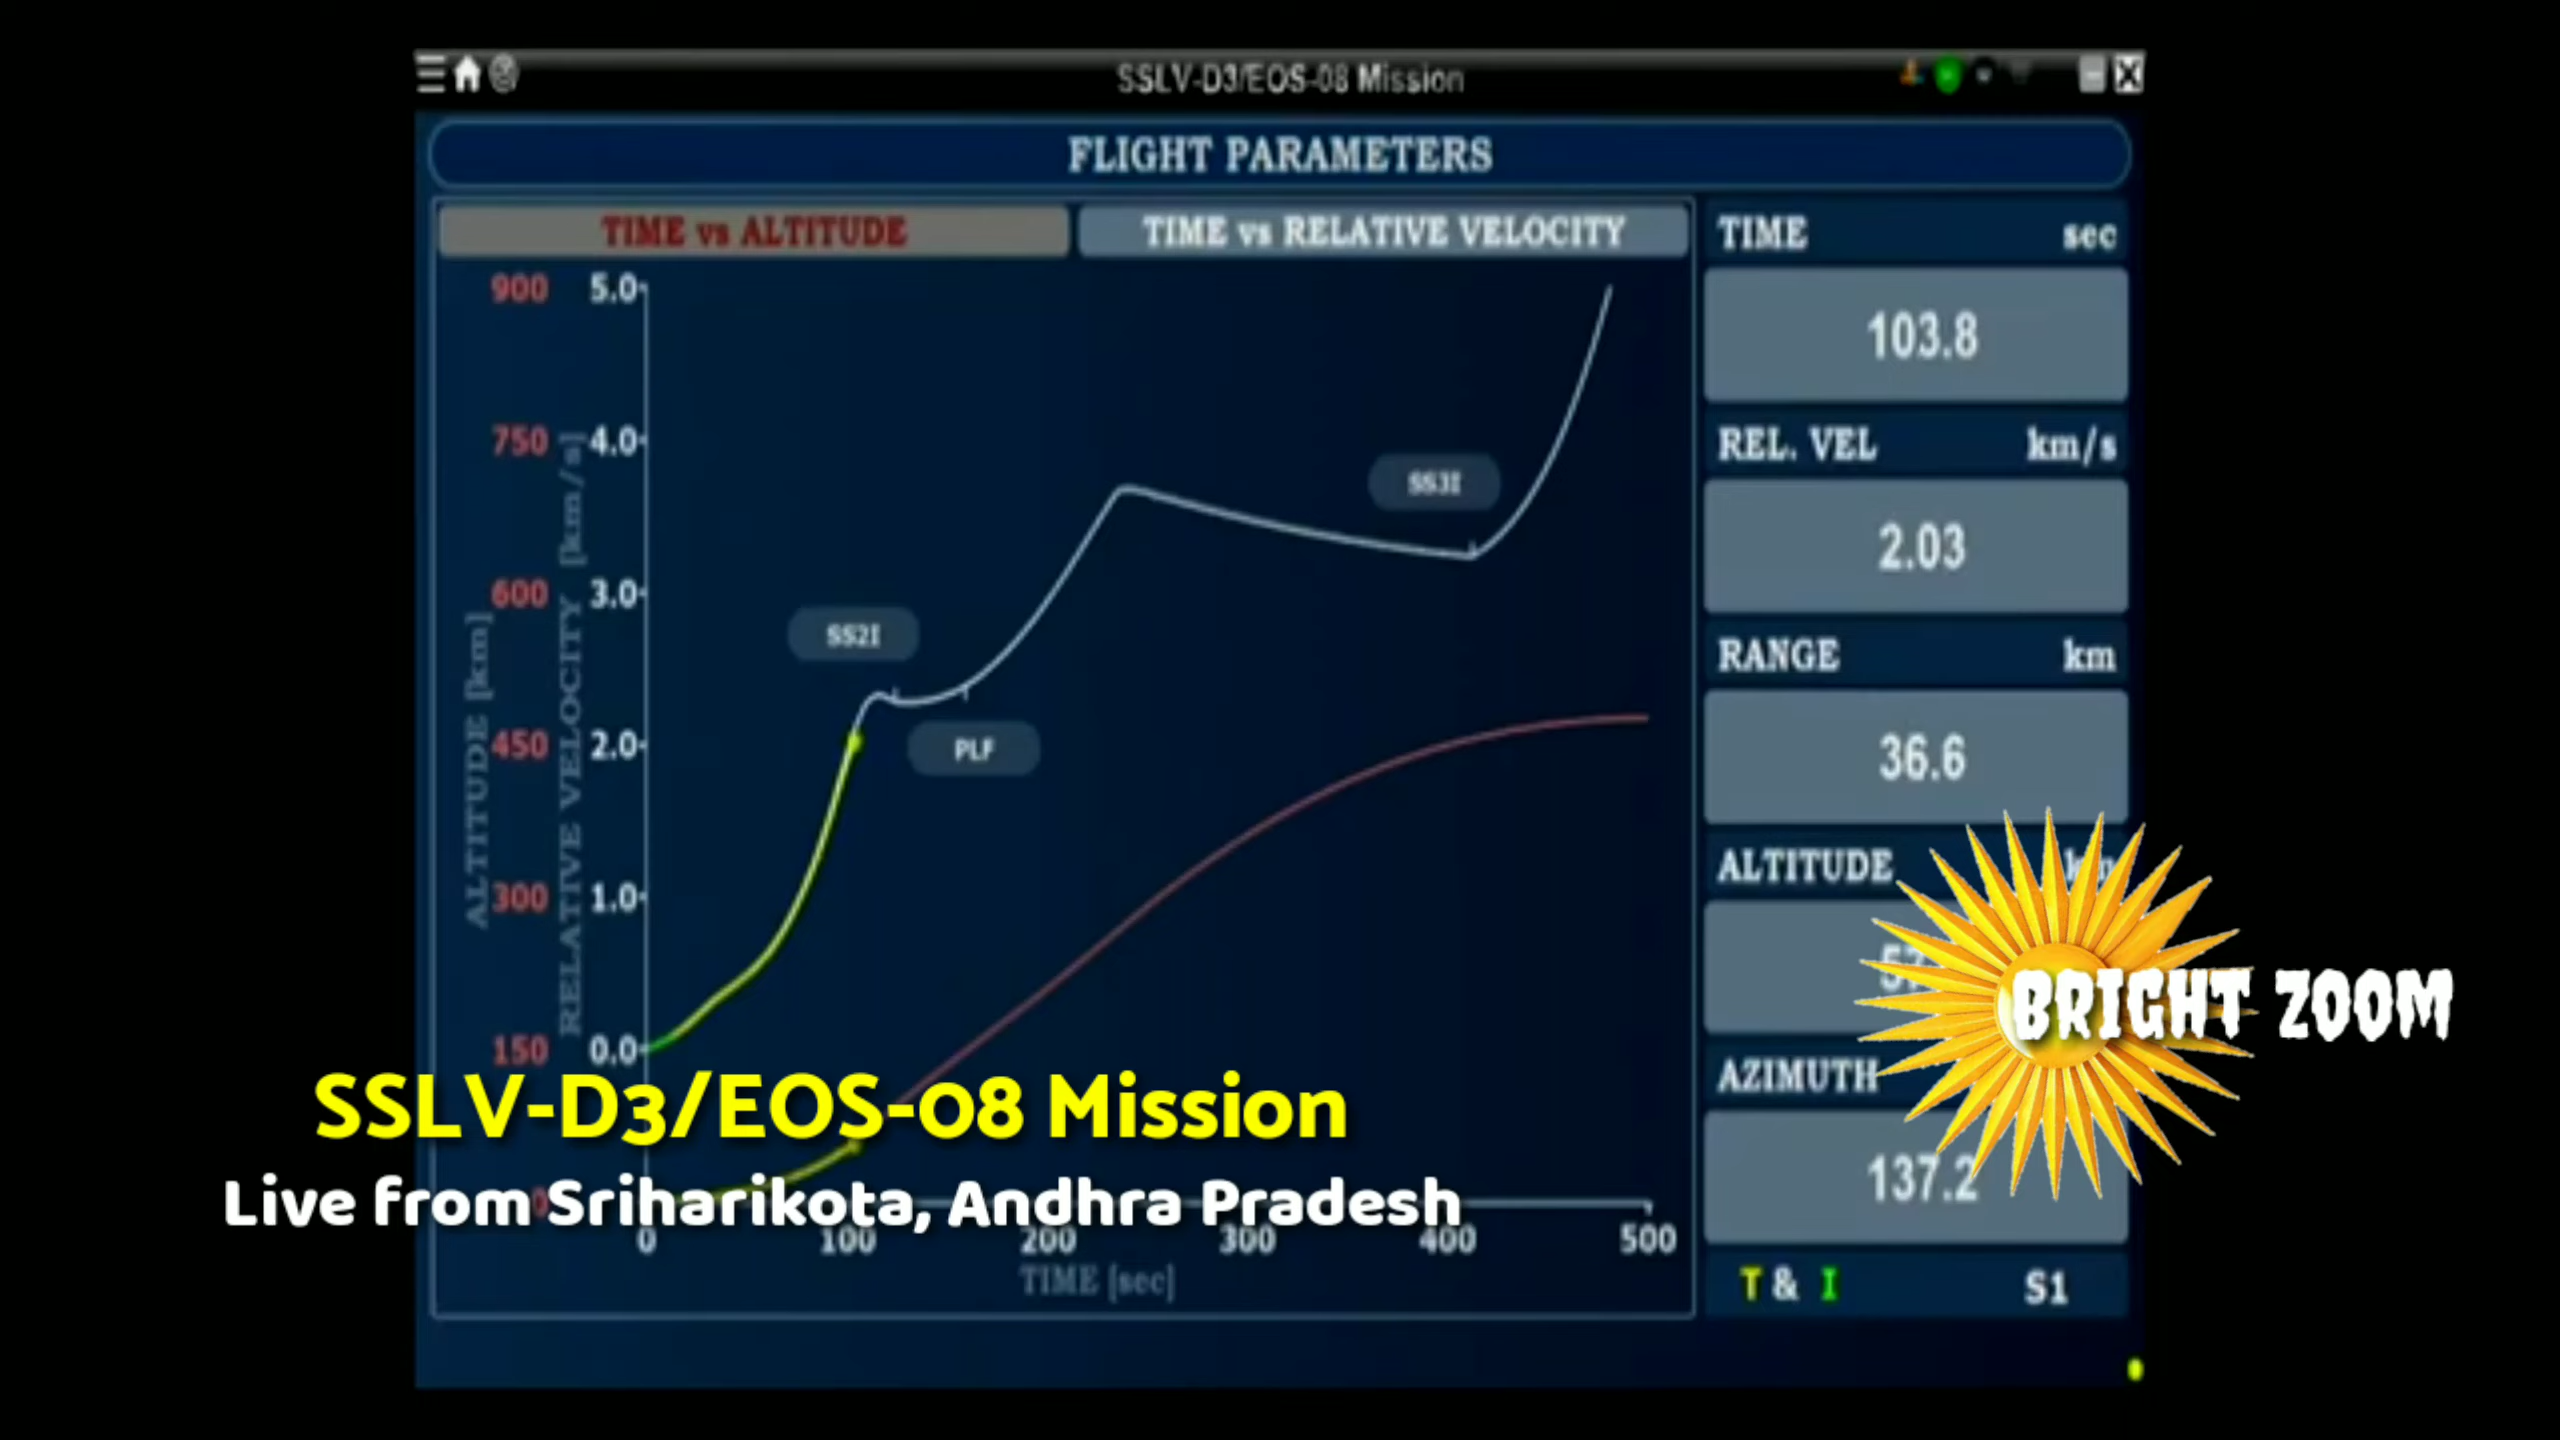 SSLV-D3/EOS-08 Mission
FLIGHT PARAMETERS
TIME vs ALTITUDE
TIME vs RELATIVE VELOCITY
900
750
600
450
300
150
0
ALTITUDE [km]
5.0
4.0
3.0
2.0
1.0
0.0
RELATIVE VELOCITY [km/s]
SS2I
PLF
SS3I
0 100 200 300 400 500
TIME [sec]
TIME sec
103.8
REL. VEL km/s
2.03
RANGE km
36.6
ALTITUDE km
AZIMUTH
137.2
T & I S1
SSLV-D3/EOS-08 Mission
Live from Sriharikota, Andhra Pradesh
BRIGHT ZOOM